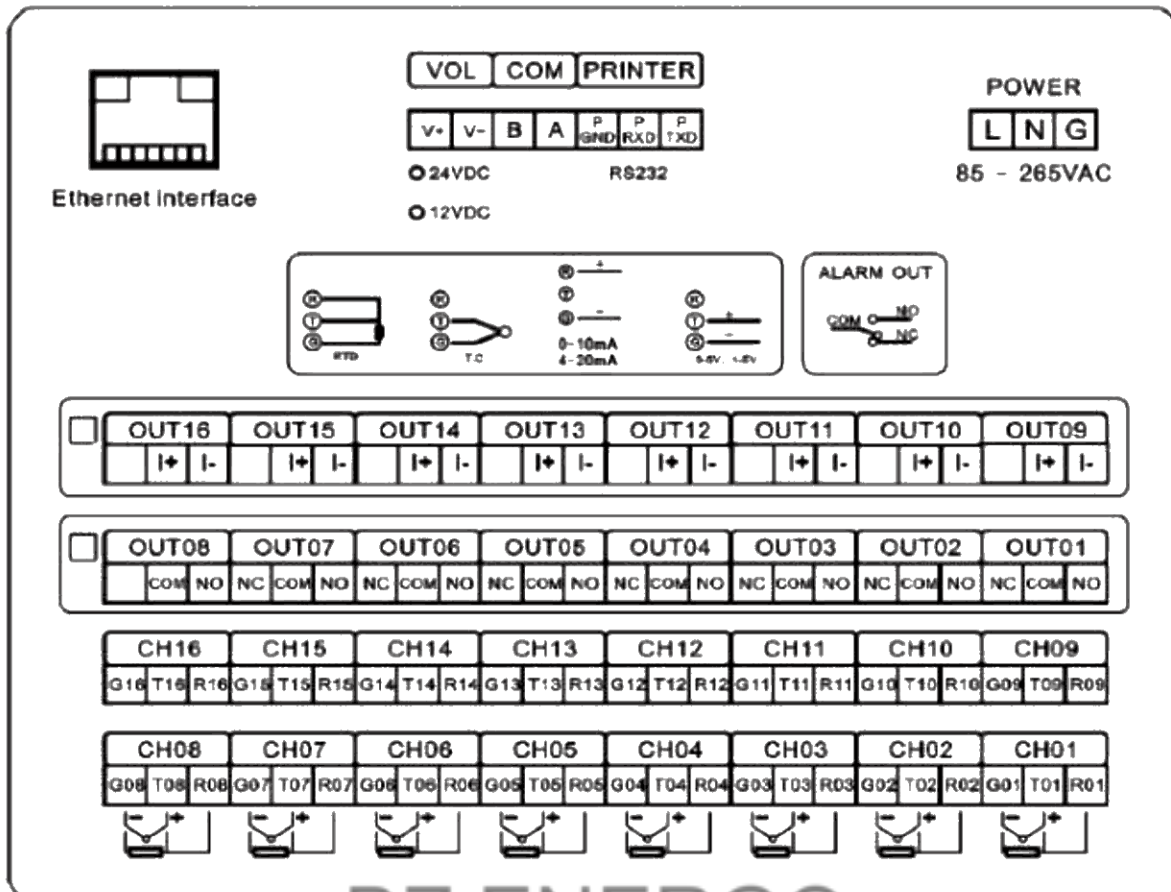 VOL COM PRINTER
POWER
V+ V- B A P GND P RXD P TXD
L N G
24VDC RS232
85 - 265VAC
Ethernet Interface
12VDC
R + ALARM OUT
R R T R
T T G - T + COM NO
G G 0-10mA G - NC
RTD T.C 4-20mA 0-5V, 1-5V
OUT16 OUT15 OUT14 OUT13 OUT12 OUT11 OUT10 OUT09
I+ I- I+ I- I+ I- I+ I- I+ I- I+ I- I+ I- I+ I-
OUT08 OUT07 OUT06 OUT05 OUT04 OUT03 OUT02 OUT01
COM NO NC COM NO NC COM NO NC COM NO NC COM NO NC COM NO NC COM NO NC COM NO
CH16 CH15 CH14 CH13 CH12 CH11 CH10 CH09
G16 T16 R16 G15 T15 R15 G14 T14 R14 G13 T13 R13 G12 T12 R12 G11 T11 R11 G10 T10 R10 G09 T09 R09
CH08 CH07 CH06 CH05 CH04 CH03 CH02 CH01
G08 T08 R08 G07 T07 R07 G06 T06 R06 G05 T05 R05 G04 T04 R04 G03 T03 R03 G02 T02 R02 G01 T01 R01
- + - + - + - + - + - + - + - +